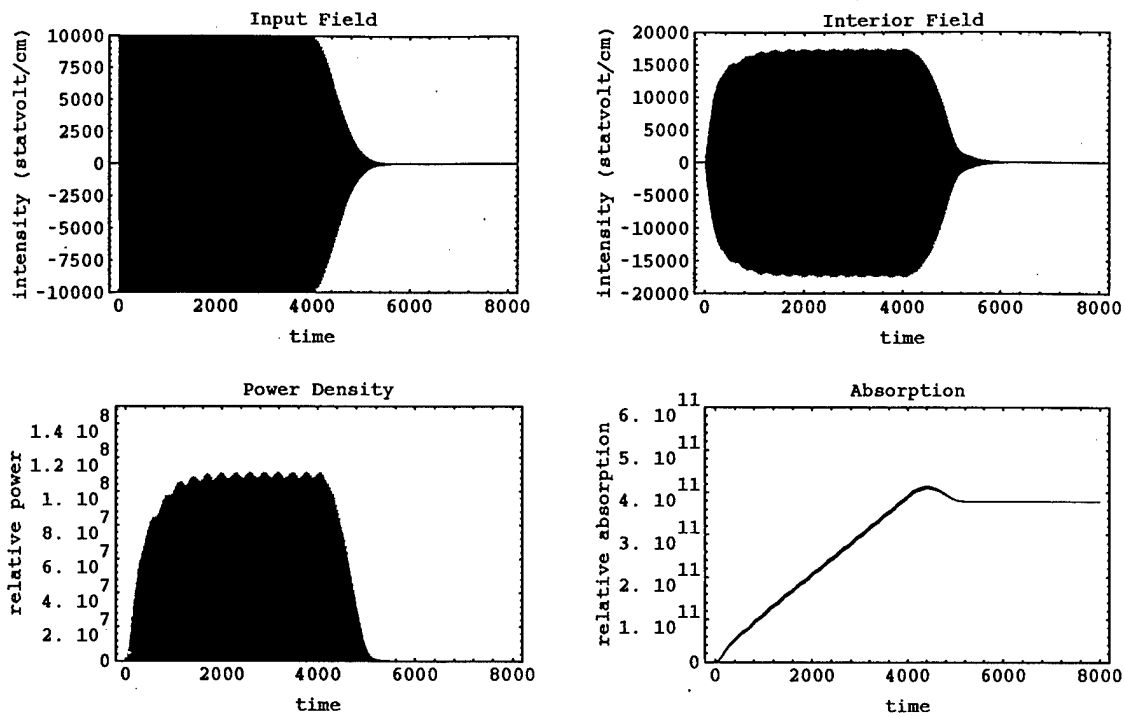 Input Field
intensity (statvolt/cm)
10000
7500
5000
2500
0
-2500
-5000
-7500
-10000
0 2000 4000 6000 8000
time
Interior Field
intensity (statvolt/cm)
20000
15000
10000
5000
0
-5000
-10000
-15000
-20000
0 2000 4000 6000 8000
time
Power Density
relative power
1.4 10^8
1.2 10^8
1. 10^8
8. 10^7
6. 10^7
4. 10^7
2. 10^7
0
0 2000 4000 6000 8000
time
Absorption
relative absorption
6. 10^11
5. 10^11
4. 10^11
3. 10^11
2. 10^11
1. 10^11
0
0 2000 4000 6000 8000
time